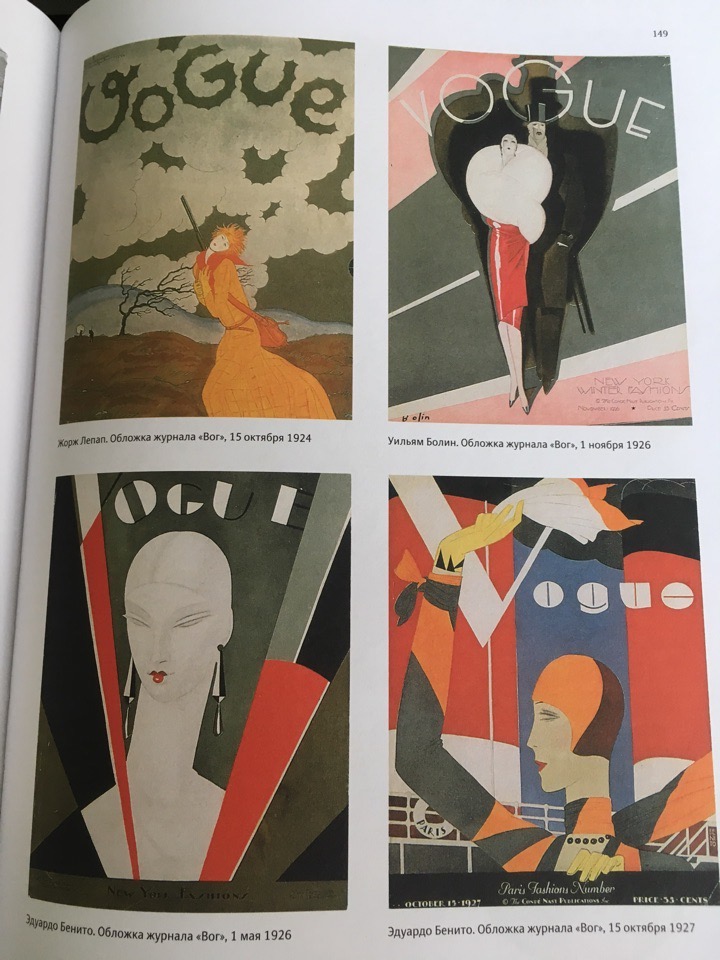 149
VOGUE
Жорж Лепап. Обложка журнала «Вог», 15 октября 1924
VOGUE
NEW YORK
WINTER FASHIONS
Bolin
Уильям Болин. Обложка журнала «Вог», 1 ноября 1926
VOGUE
NEW YORK FASHIONS
Эдуардо Бенито. Обложка журнала «Вог», 1 мая 1926
Vogue
PARIS
Paris Fashions Number
OCTOBER 15-1927
© The CONDÉ NAST PUBLICATIONS Inc
PRICE-35-CENTS
Эдуардо Бенито. Обложка журнала «Вог», 15 октября 1927